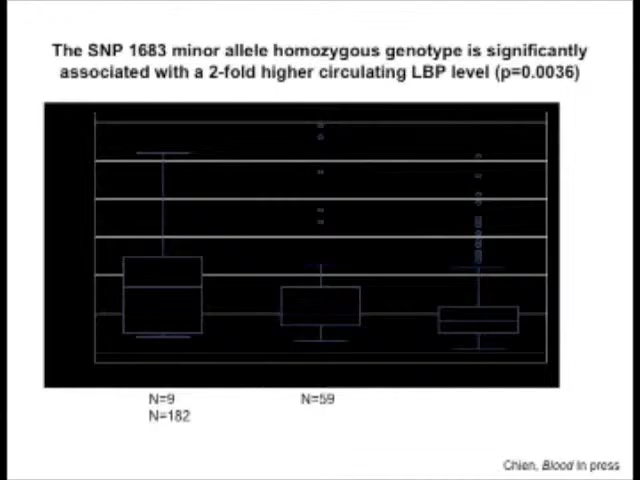 The SNP 1683 minor allele homozygous genotype is significantly
associated with a 2-fold higher circulating LBP level (p=0.0036)
N=9 N=59
N=182
Chien, Blood in press